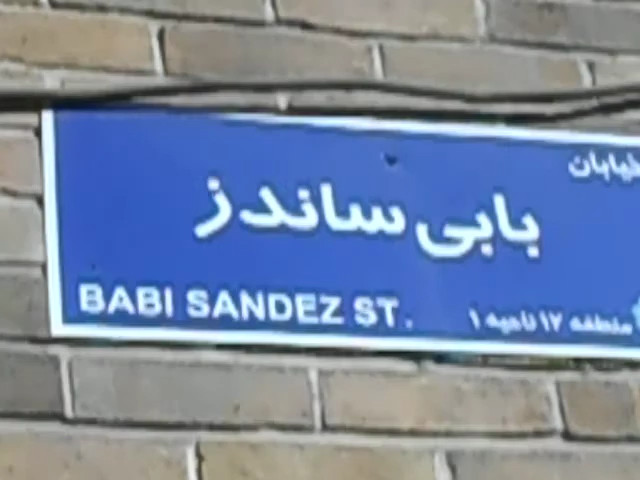 خیابان
بابی ساندز
BABI SANDEZ ST.
منطقه ۱۲ ناحیه ۱